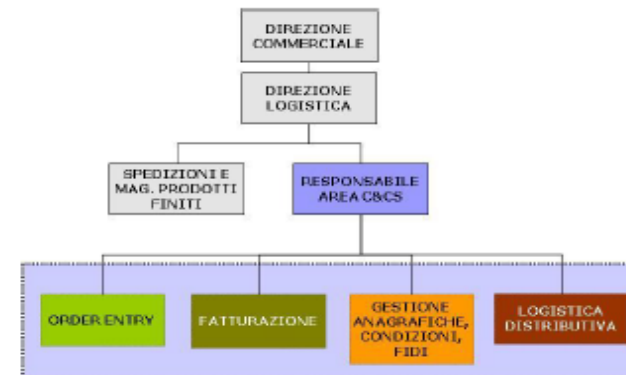 DIREZIONE
COMMERCIALE
DIREZIONE
LOGISTICA
SPEDIZIONI E
MAG. PRODOTTI
FINITI
RESPONSABILE
AREA C&CS
ORDER ENTRY
FATTURAZIONE
GESTIONE
ANAGRAFICHE,
CONDIZIONI,
FIDI
LOGISTICA
DISTRIBUTIVA